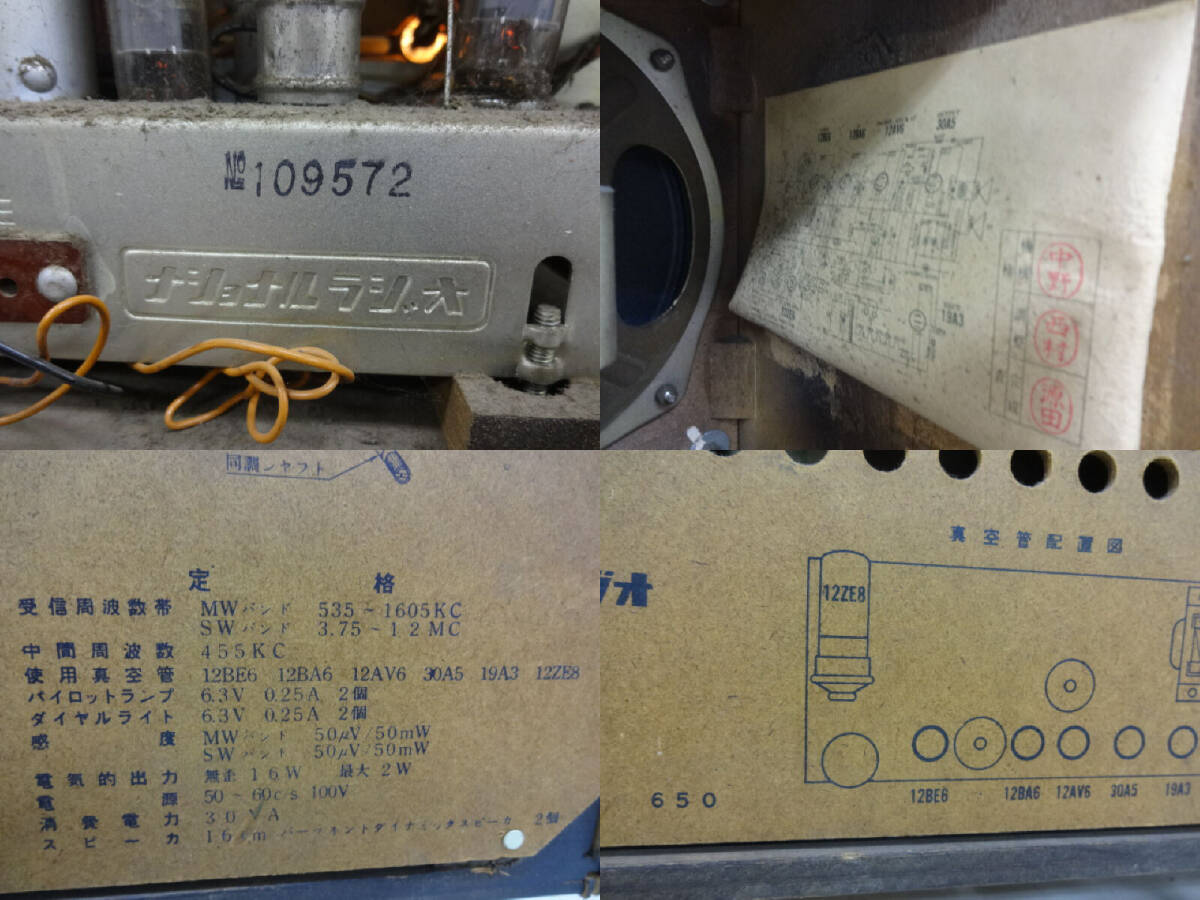 №109572
ナショナルラジオ
12BE6 12BA6 12AV6 30A5
19A3
中野
西村
源田
同調シャフト
定格
受信周波数帯 MWバンド 535~1605KC
SWバンド 3.75~12MC
中間周波数 455KC
使用真空管 12BE6 12BA6 12AV6 30A5 19A3 12ZE8
パイロットランプ 6.3V 0.25A 2個
ダイヤルライト 6.3V 0.25A 2個
感度 MWバンド 50μV/50mW
SWバンド 50μV/50mW
電気的出力 無歪 1.6W 最大 2W
電源 50~60c/s 100V
消費電力 30VA
スピーカ 16cm パーマネントダイナミックスピーカ 2個
真空管配置図
ジオ
12ZE8
650
12BE6 12BA6 12AV6 30A5 19A3